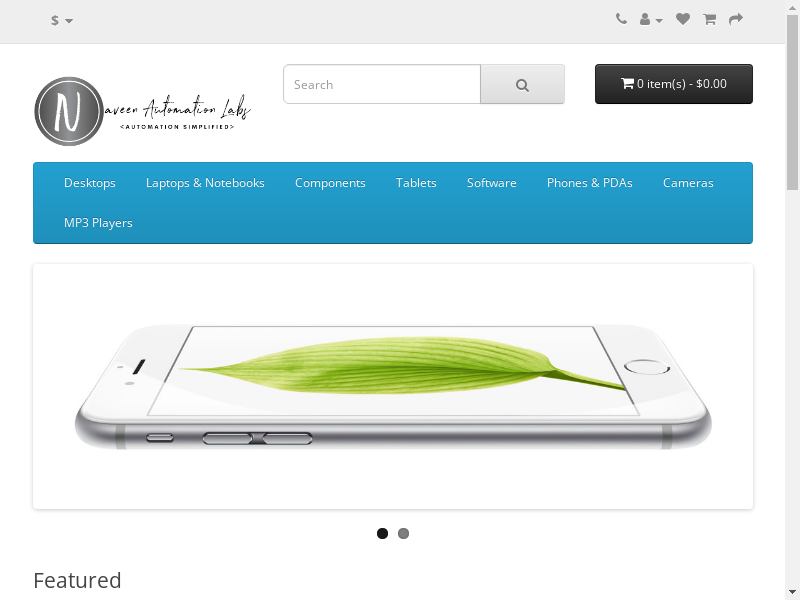 $
Naveen Automation Labs
<AUTOMATION SIMPLIFIED>
Search
0 item(s) - $0.00
Desktops
Laptops & Notebooks
Components
Tablets
Software
Phones & PDAs
Cameras
MP3 Players
Featured